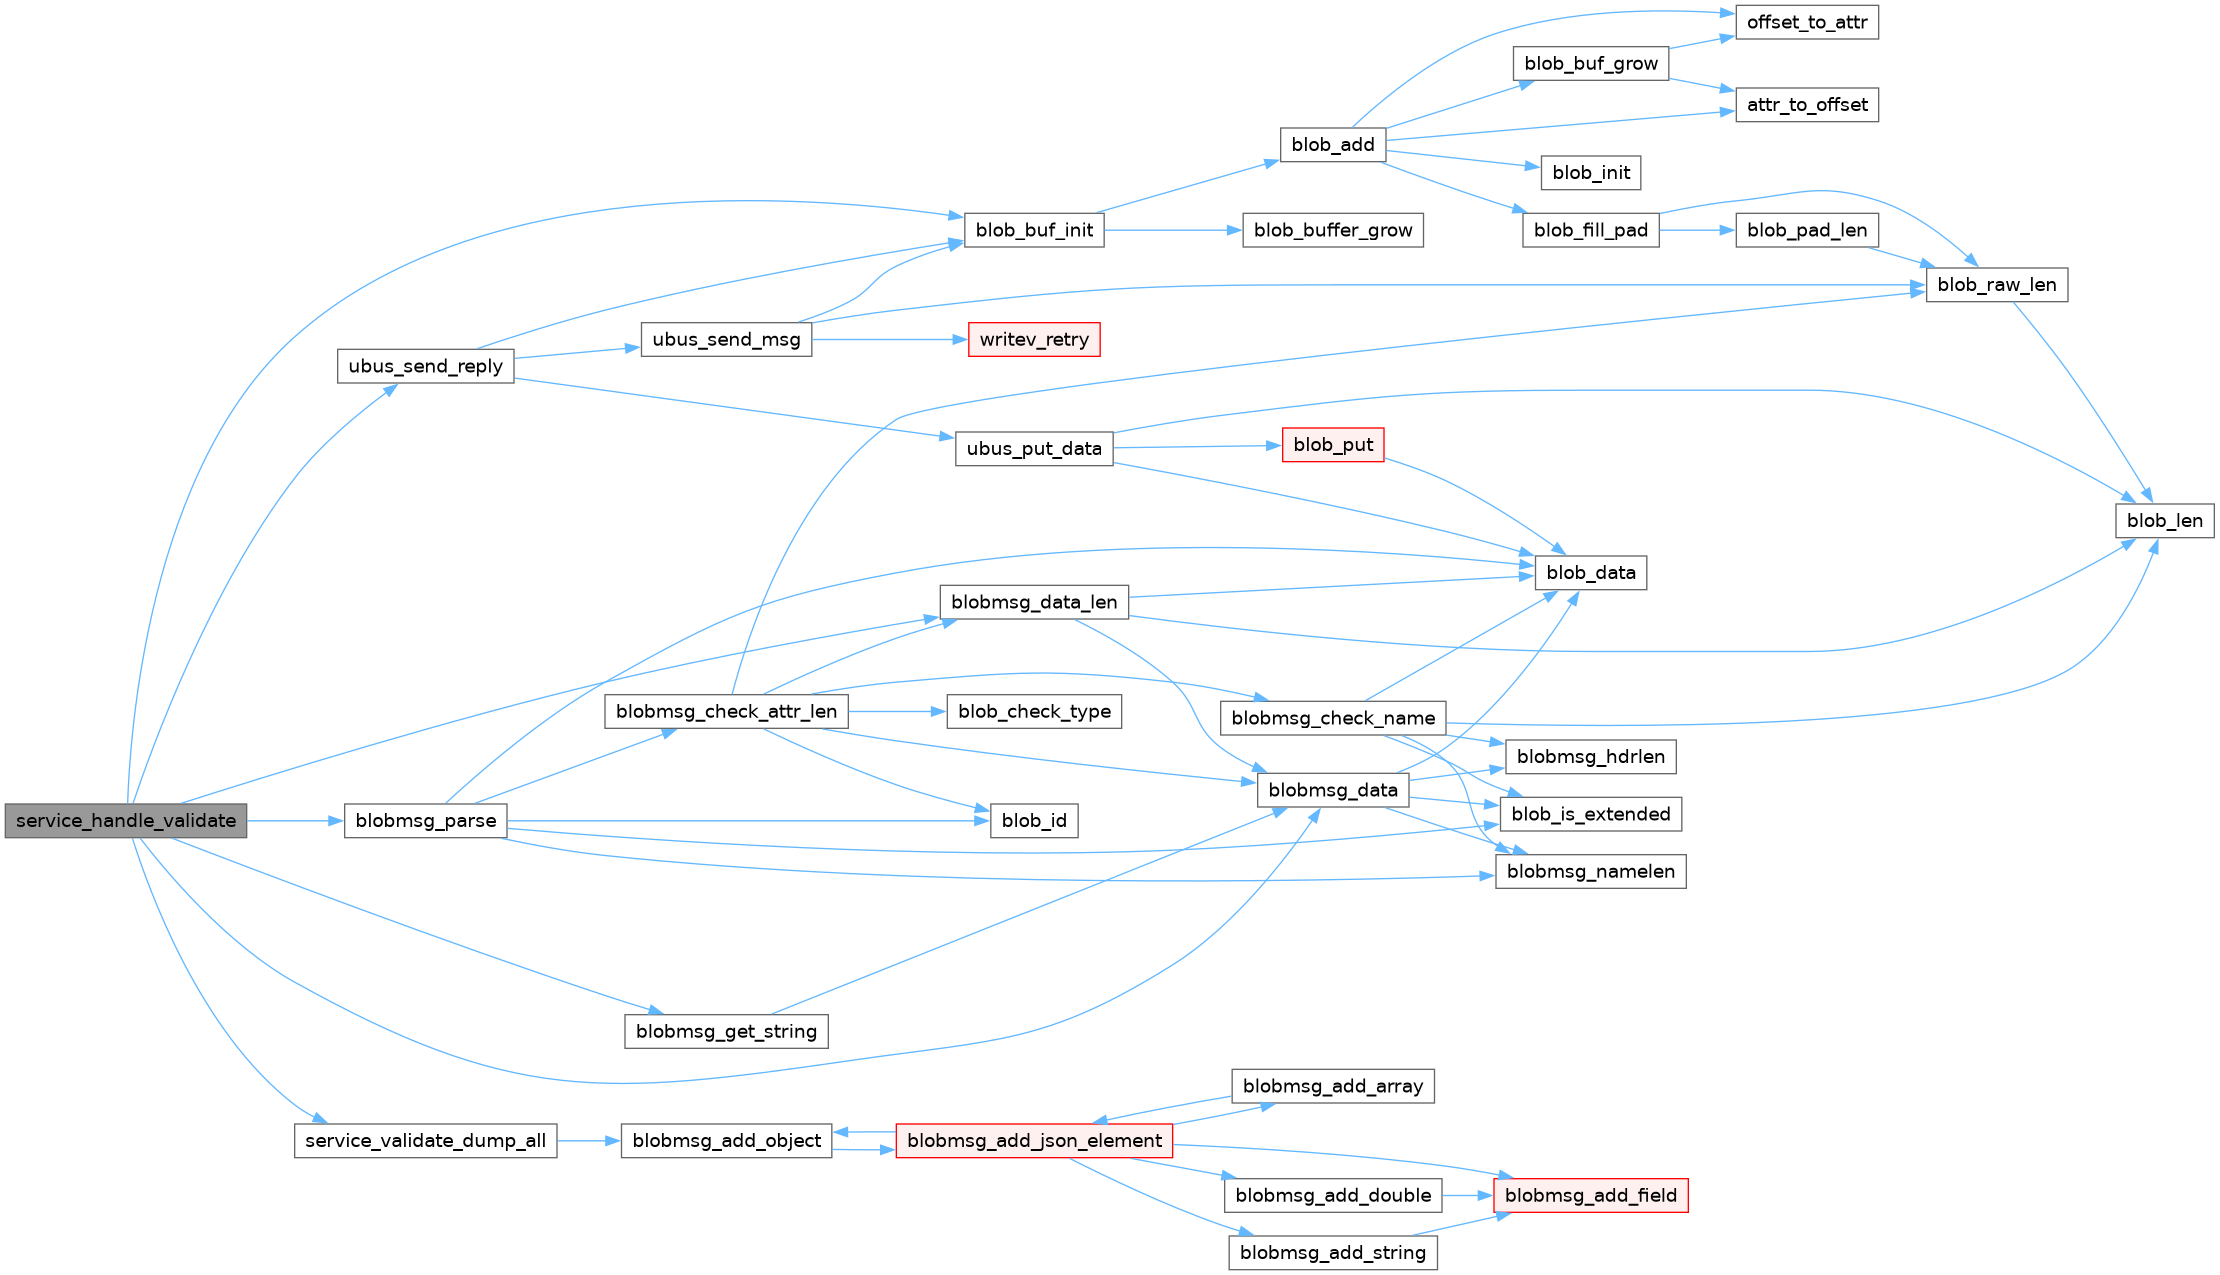 offset_to_attr
blob_buf_grow
attr_to_offset
blob_add
blob_init
blob_buf_init
blob_buffer_grow
blob_fill_pad
blob_pad_len
blob_raw_len
ubus_send_msg
writev_retry
ubus_send_reply
ubus_put_data
blob_put
blob_len
blob_data
blobmsg_data_len
blobmsg_check_attr_len
blob_check_type
blobmsg_check_name
blobmsg_hdrlen
blobmsg_data
blob_is_extended
service_handle_validate
blobmsg_parse
blob_id
blobmsg_namelen
blobmsg_get_string
blobmsg_add_array
service_validate_dump_all
blobmsg_add_object
blobmsg_add_json_element
blobmsg_add_double
blobmsg_add_field
blobmsg_add_string